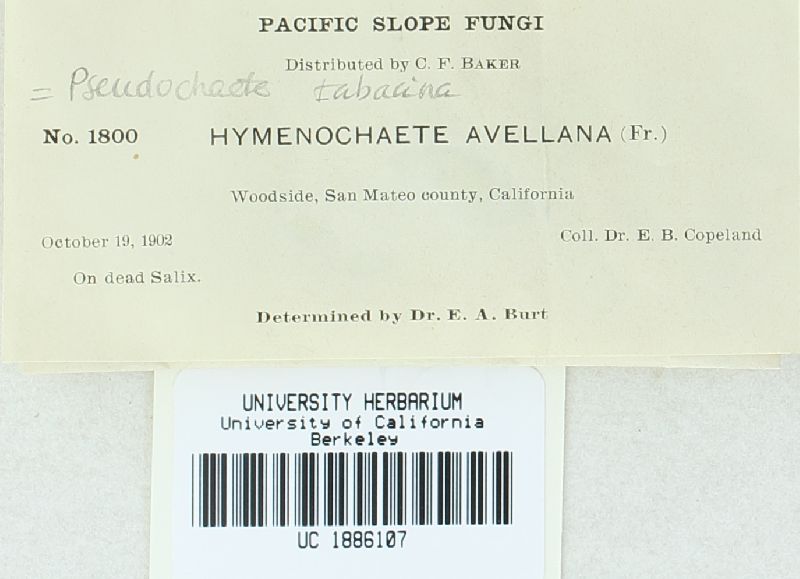 PACIFIC SLOPE FUNGI
Distributed by C. F. BAKER
= Pseudochaete tabacina
No. 1800 HYMENOCHAETE AVELLANA (Fr.)
Woodside, San Mateo county, California
October 19, 1902 Coll. Dr. E. B. Copeland
On dead Salix.
Determined by Dr. E. A. Burt
UNIVERSITY HERBARIUM
University of California
Berkeley
UC 1886107